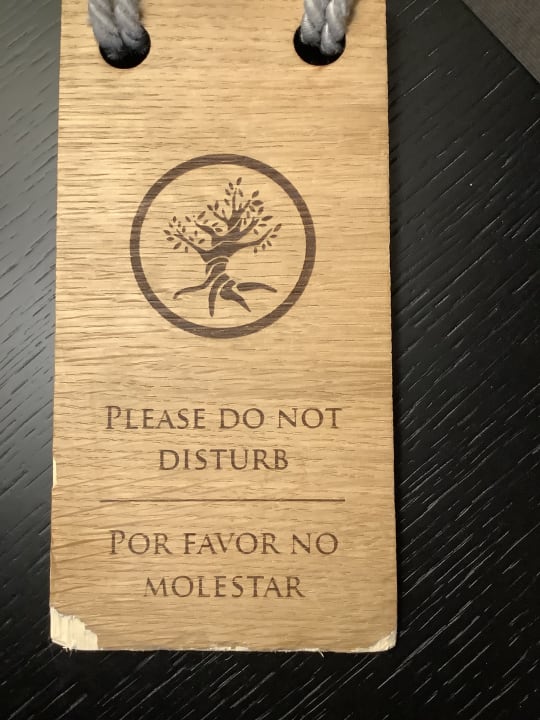 PLEASE DO NOT
DISTURB
POR FAVOR NO
MOLESTAR